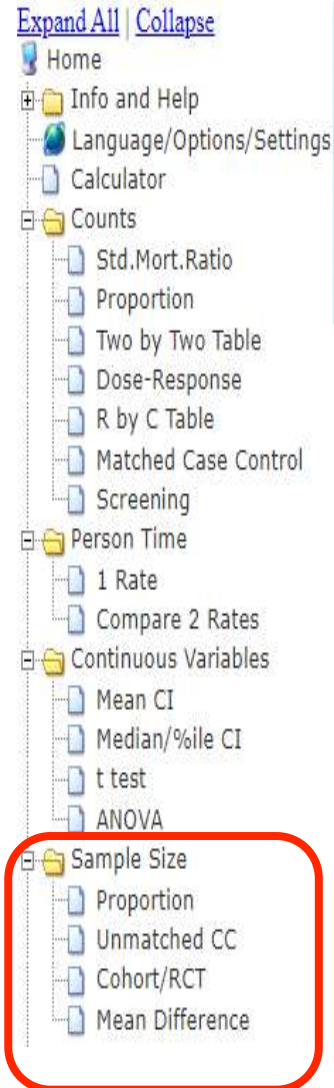 Expand All | Collapse
Home
Info and Help
Language/Options/Settings
Calculator
Counts
Std.Mort.Ratio
Proportion
Two by Two Table
Dose-Response
R by C Table
Matched Case Control
Screening
Person Time
1 Rate
Compare 2 Rates
Continuous Variables
Mean CI
Median/%ile CI
t test
ANOVA
Sample Size
Proportion
Unmatched CC
Cohort/RCT
Mean Difference